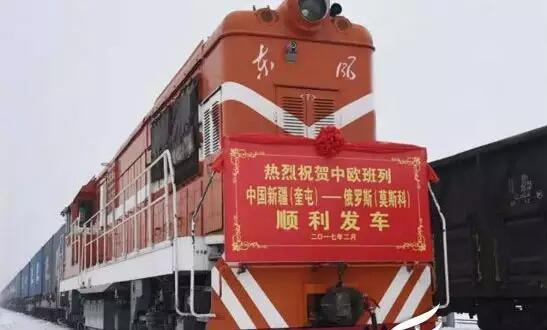 东风
热烈祝贺中欧班列
中国新疆(奎屯)——俄罗斯(莫斯科)
顺利发车
二〇一七年二月